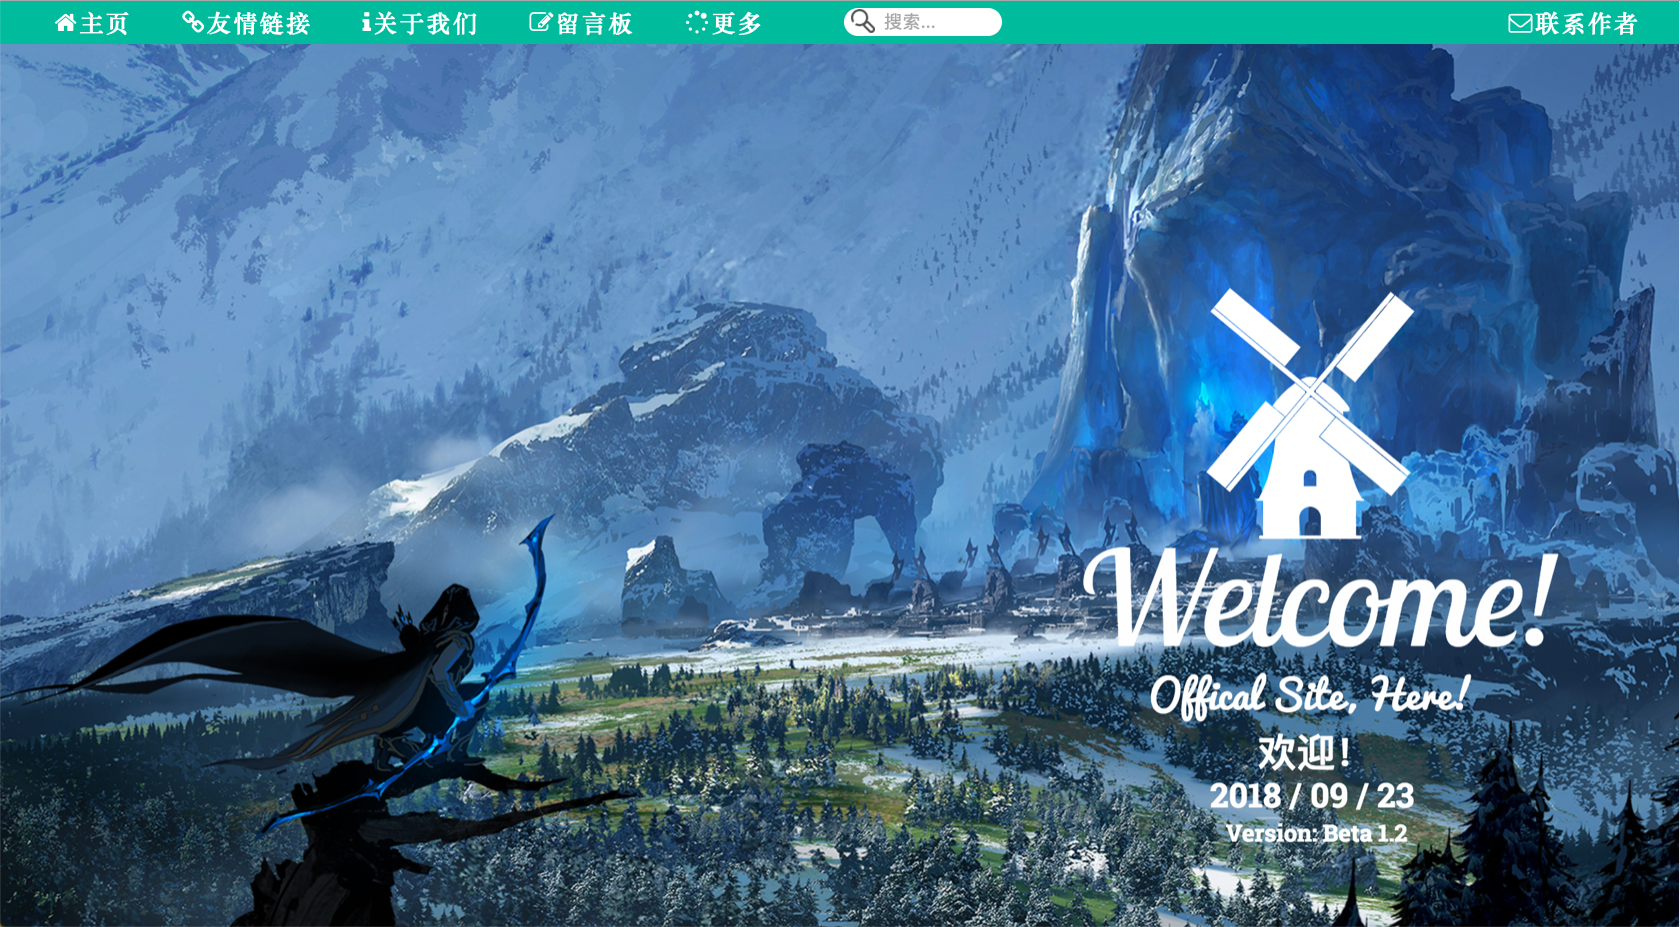 主页 友情链接 关于我们 留言板 更多 搜索... 联系作者
Welcome!
Offical Site, Here!
欢迎!
2018 / 09 / 23
Version: Beta 1.2